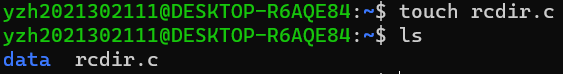 yzh2021302111@DESKTOP-R6AQE84:~$ touch rcdir.c
yzh2021302111@DESKTOP-R6AQE84:~$ ls
data  rcdir.c